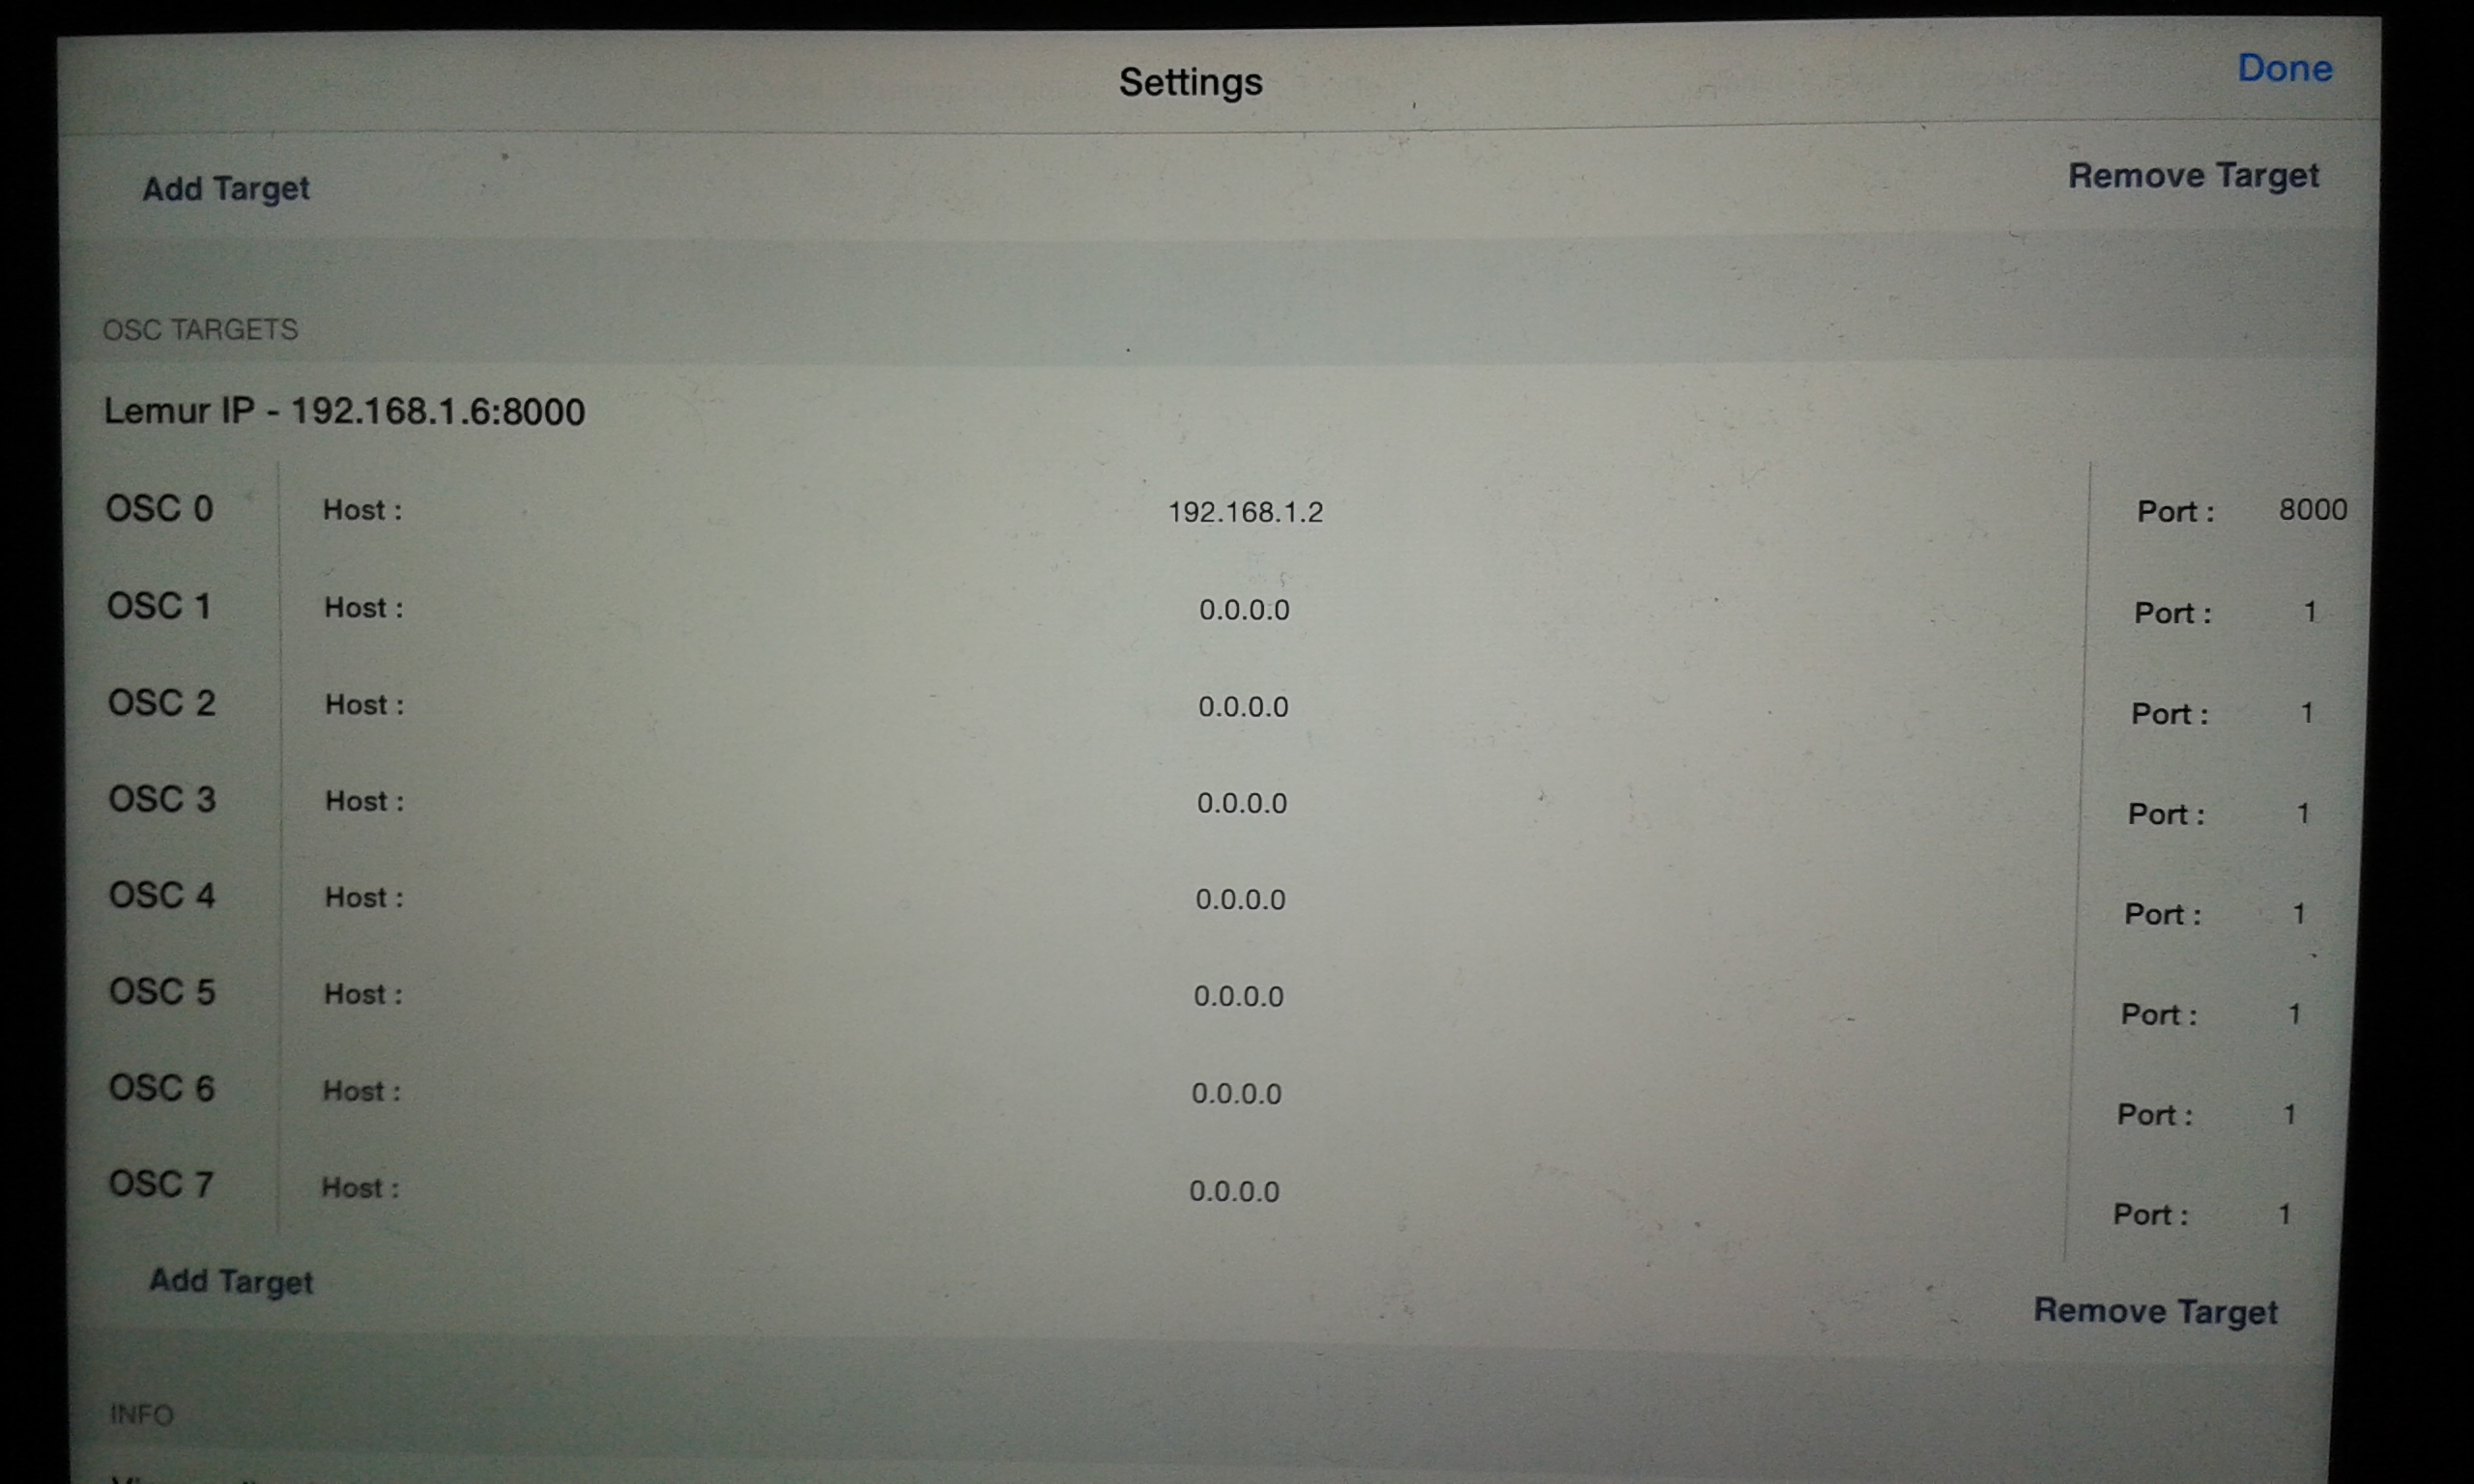 Settings
Done
Add Target
Remove Target
OSC TARGETS
Lemur IP - 192.168.1.6:8000
OSC 0 Host : 192.168.1.2 Port : 8000
OSC 1 Host : 0.0.0.0 Port : 1
OSC 2 Host : 0.0.0.0 Port : 1
OSC 3 Host : 0.0.0.0 Port : 1
OSC 4 Host : 0.0.0.0 Port : 1
OSC 5 Host : 0.0.0.0 Port : 1
OSC 6 Host : 0.0.0.0 Port : 1
OSC 7 Host : 0.0.0.0 Port : 1
Add Target
Remove Target
INFO